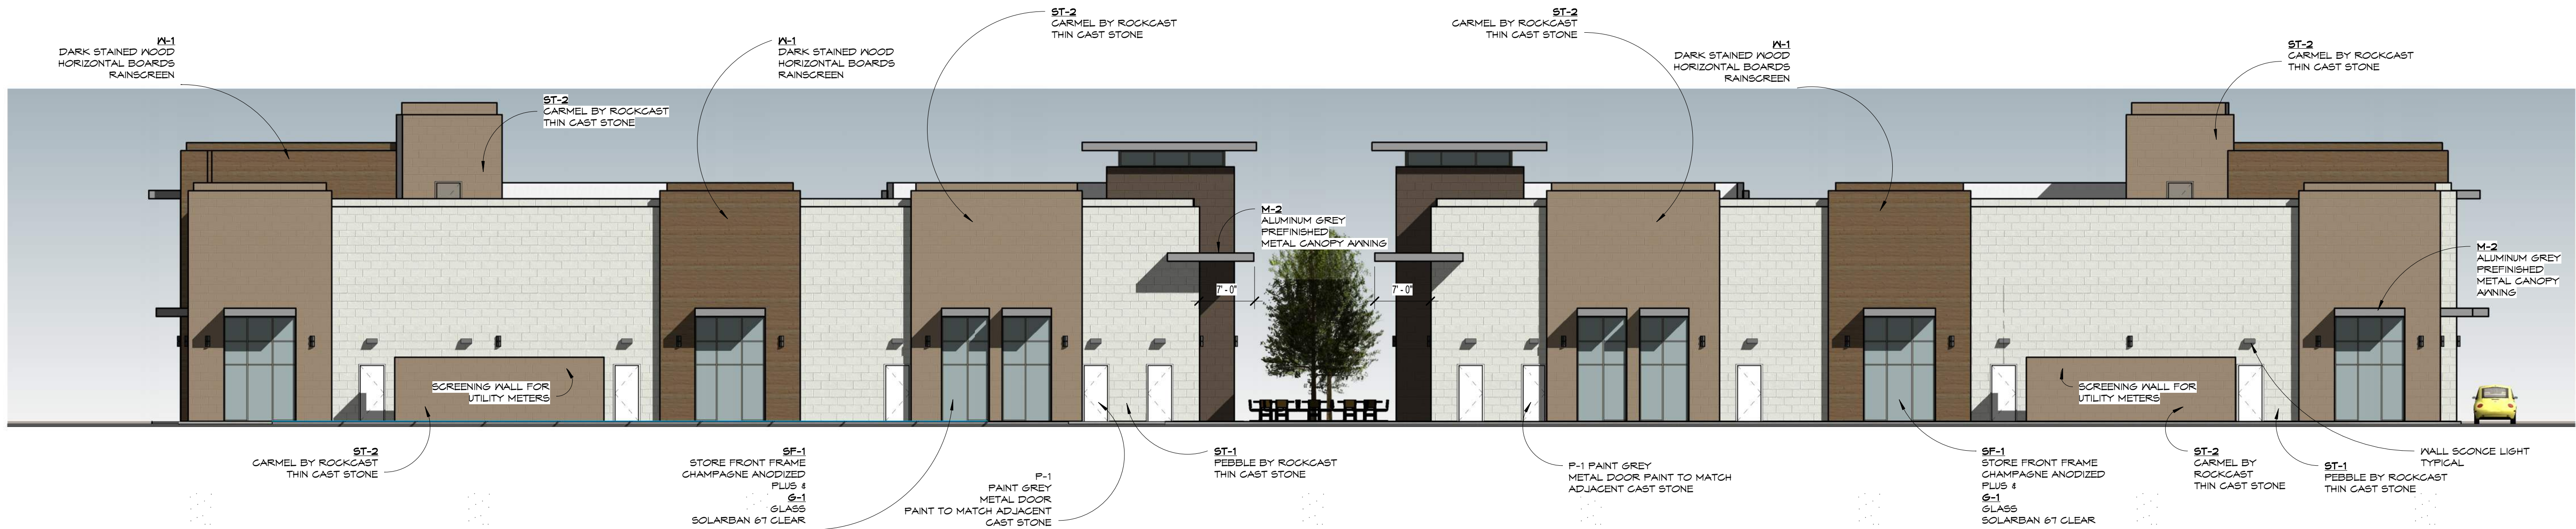 W-1
DARK STAINED WOOD
HORIZONTAL BOARDS
RAINSCREEN
ST-2
CARMEL BY ROCKCAST
THIN CAST STONE
W-1
DARK STAINED WOOD
HORIZONTAL BOARDS
RAINSCREEN
ST-2
CARMEL BY ROCKCAST
THIN CAST STONE
ST-2
CARMEL BY ROCKCAST
THIN CAST STONE
W-1
DARK STAINED WOOD
HORIZONTAL BOARDS
RAINSCREEN
ST-2
CARMEL BY ROCKCAST
THIN CAST STONE
M-2
ALUMINUM GREY
PREFINISHED
METAL CANOPY AWNING
7' - 0"
7' - 0"
M-2
ALUMINUM GREY
PREFINISHED
METAL CANOPY
AWNING
SCREENING WALL FOR
UTILITY METERS
SCREENING WALL FOR
UTILITY METERS
ST-2
CARMEL BY ROCKCAST
THIN CAST STONE
SF-1
STORE FRONT FRAME
CHAMPAGNE ANODIZED
PLUS &
G-1
GLASS
SOLARBAN 67 CLEAR
P-1
PAINT GREY
METAL DOOR
PAINT TO MATCH ADJACENT
CAST STONE
ST-1
PEBBLE BY ROCKCAST
THIN CAST STONE
P-1 PAINT GREY
METAL DOOR PAINT TO MATCH
ADJACENT CAST STONE
SF-1
STORE FRONT FRAME
CHAMPAGNE ANODIZED
PLUS &
G-1
GLASS
SOLARBAN 67 CLEAR
ST-2
CARMEL BY
ROCKCAST
THIN CAST STONE
ST-1
PEBBLE BY ROCKCAST
THIN CAST STONE
WALL SCONCE LIGHT
TYPICAL